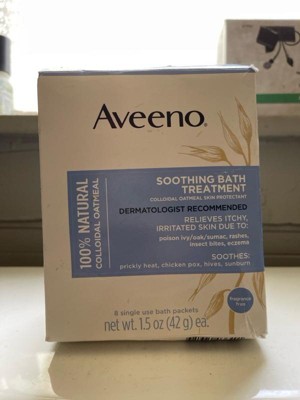 Aveeno®
100% NATURAL
COLLOIDAL OATMEAL
SOOTHING BATH
TREATMENT
COLLOIDAL OATMEAL SKIN PROTECTANT
DERMATOLOGIST RECOMMENDED
RELIEVES ITCHY,
IRRITATED SKIN DUE TO:
poison ivy/oak/sumac, rashes,
insect bites, eczema
SOOTHES:
prickly heat, chicken pox, hives, sunburn
Fragrance
Free
8 single use bath packets
net wt. 1.5 oz (42 g) ea.